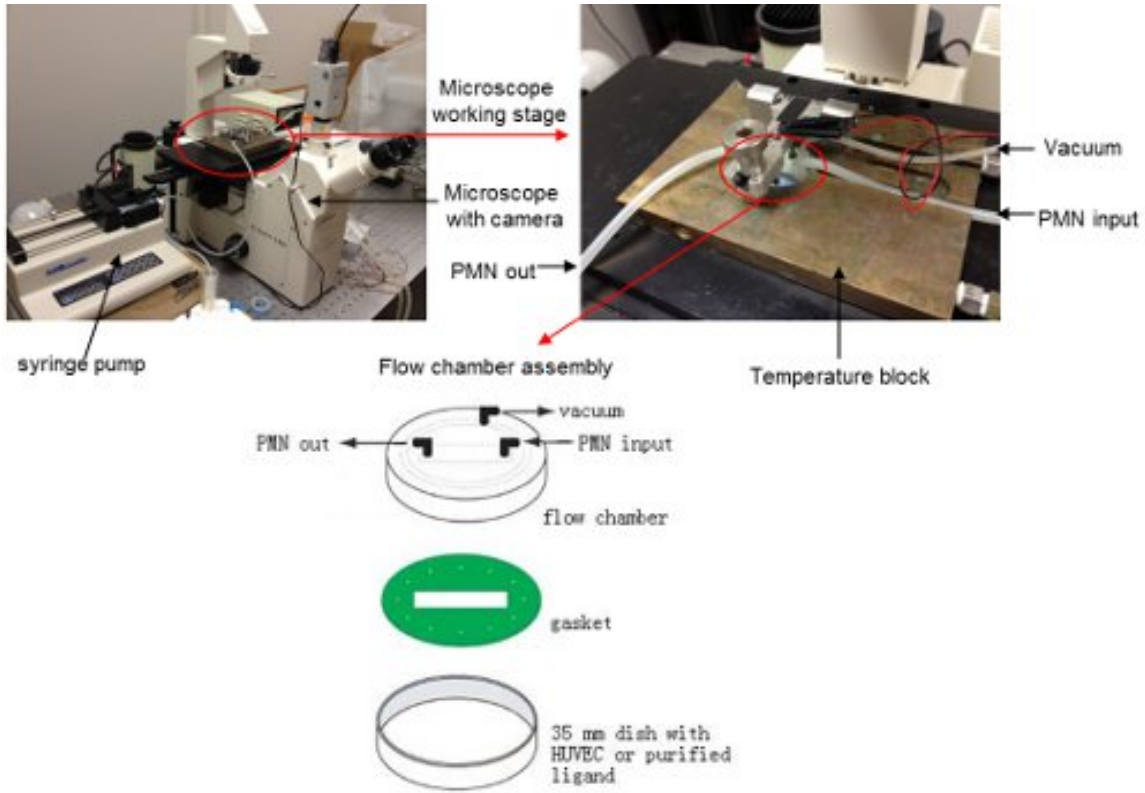 Microscope
working stage
Microscope
with camera
PMN out
Vacuum
PMN input
syringe pump
Temperature block
Flow chamber assembly
vacuum
PMN out
PMN input
flow chamber
gasket
35 mm dish with
HUVEC or purified
ligand